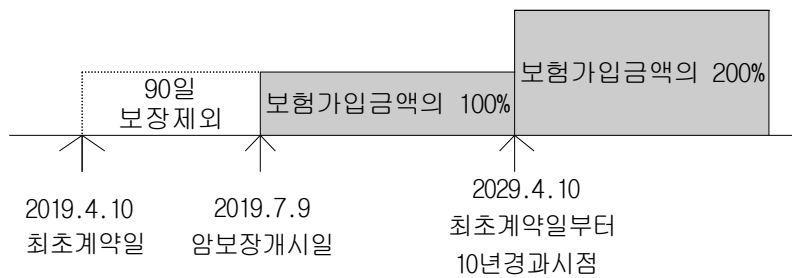 90일
보장제외
보험가입금액의 100%
보험가입금액의 200%
2019.4.10
최초계약일
2019.7.9
암보장개시일
2029.4.10
최초계약일부터
10년경과시점